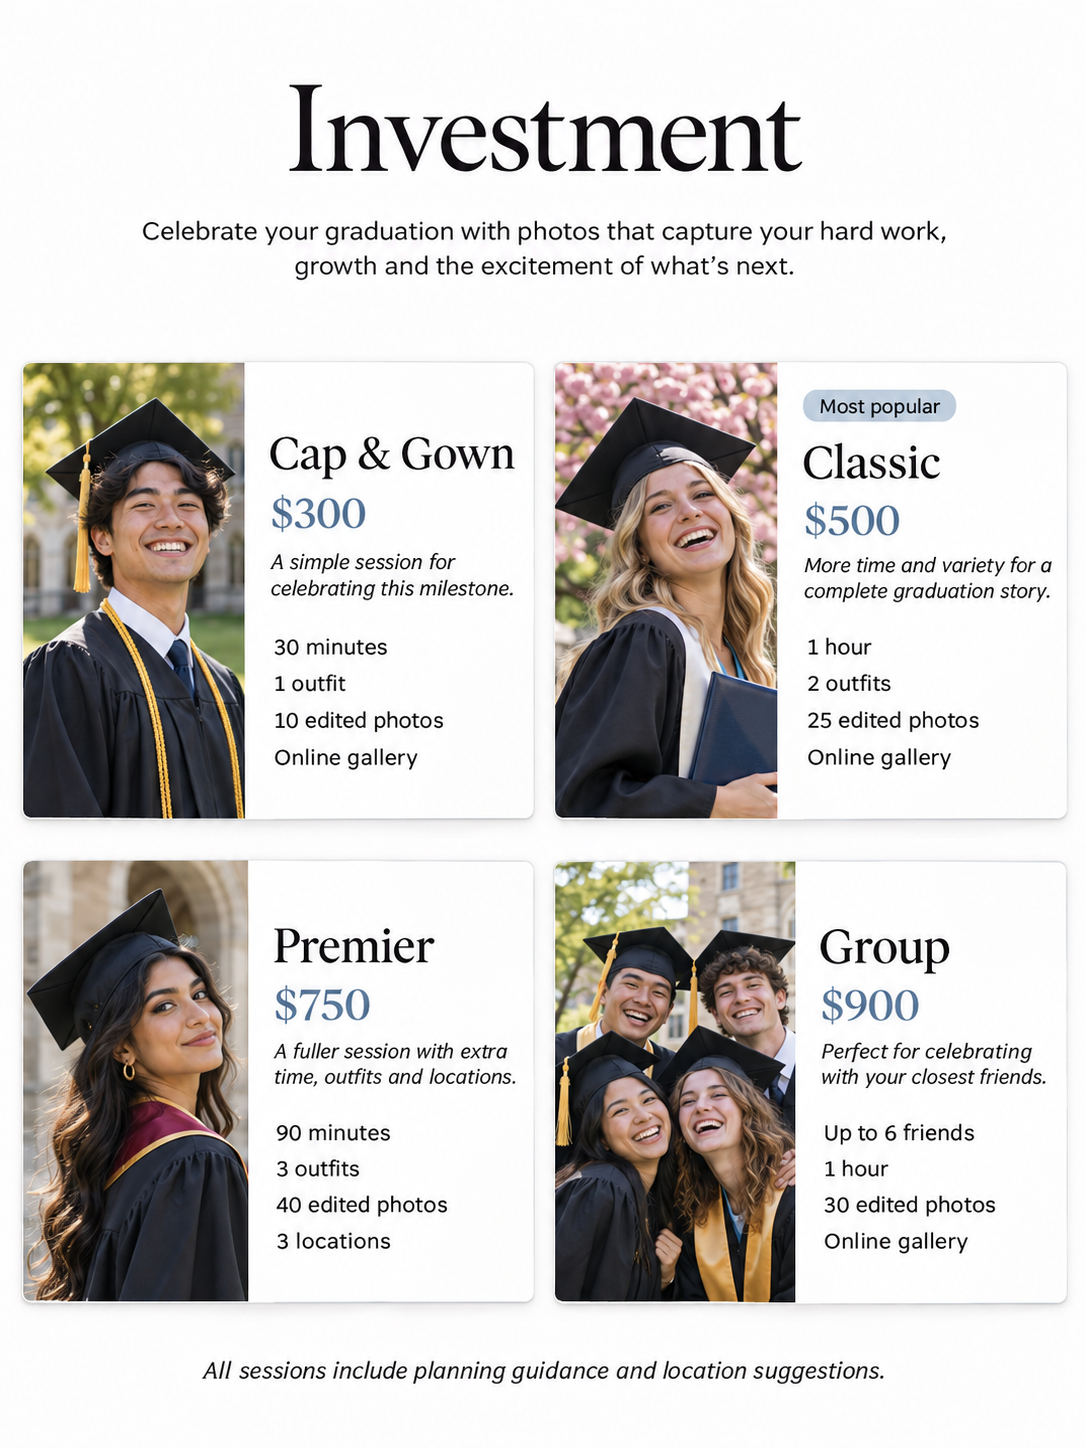 Investment
Celebrate your graduation with photos that capture your hard work,
growth and the excitement of what’s next.
Cap & Gown
$300
A simple session for
celebrating this milestone.
30 minutes
1 outfit
10 edited photos
Online gallery
Most popular
Classic
$500
More time and variety for a
complete graduation story.
1 hour
2 outfits
25 edited photos
Online gallery
Premier
$750
A fuller session with extra
time, outfits and locations.
90 minutes
3 outfits
40 edited photos
3 locations
Group
$900
Perfect for celebrating
with your closest friends.
Up to 6 friends
1 hour
30 edited photos
Online gallery
All sessions include planning guidance and location suggestions.